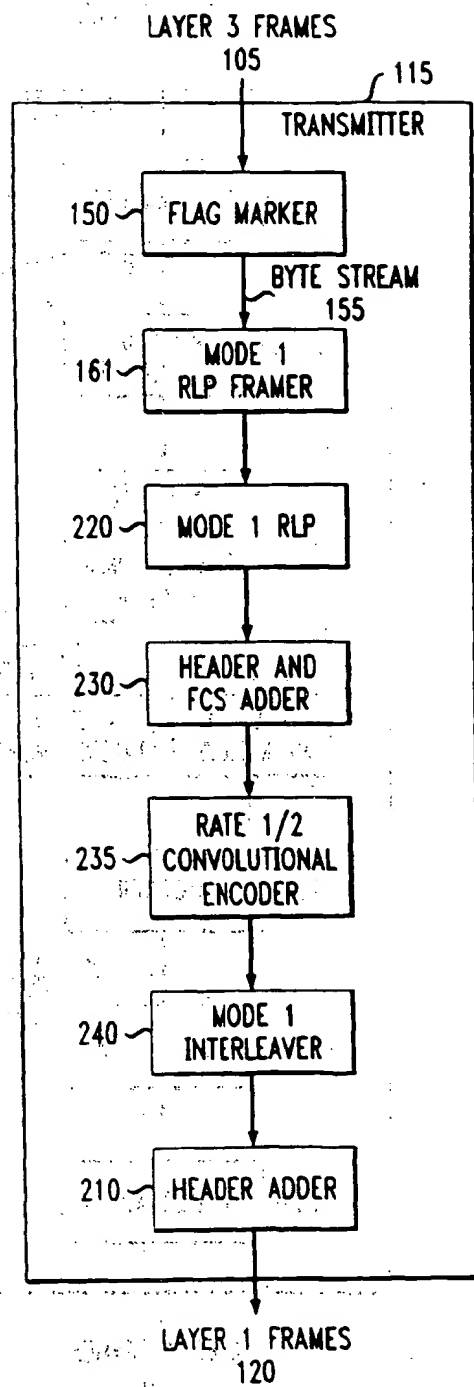 LAYER 3 FRAMES
105
115
TRANSMITTER
150
FLAG MARKER
BYTE STREAM
155
161
MODE 1
RLP FRAMER
220
MODE 1 RLP
230
HEADER AND
FCS ADDER
235
RATE 1/2
CONVOLUTIONAL
ENCODER
240
MODE 1
INTERLEAVER
210
HEADER ADDER
LAYER 1 FRAMES
120